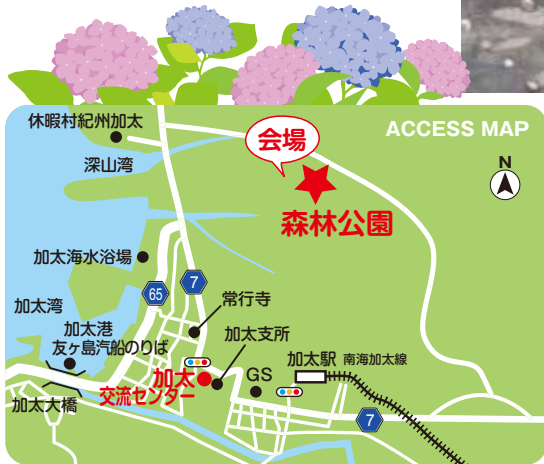 休暇村紀州加太
会場
ACCESS MAP
N
深山湾
森林公園
加太海水浴場
65
7
加太湾
常行寺
加太港
友ヶ島汽船のりば
加太支所
加太駅 南海加太線
加太
交流センター
GS
加太大橋
7